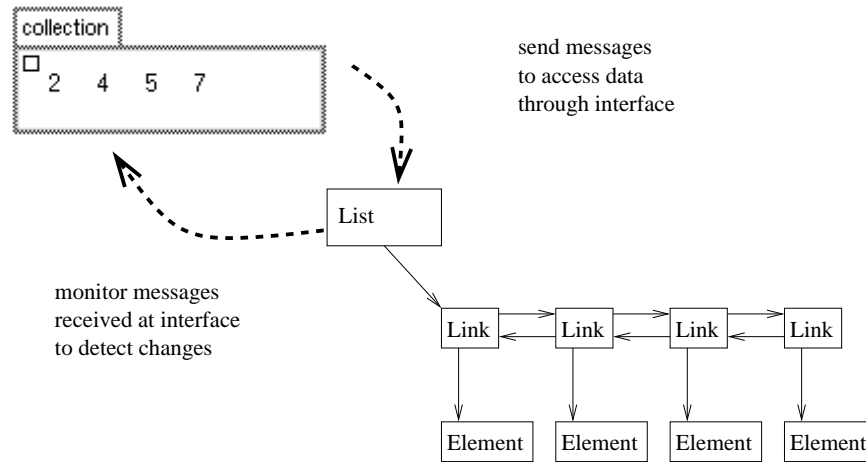 collection
2 4 5 7
send messages
to access data
through interface
List
monitor messages
received at interface
to detect changes
Link Link Link Link
Element Element Element Element